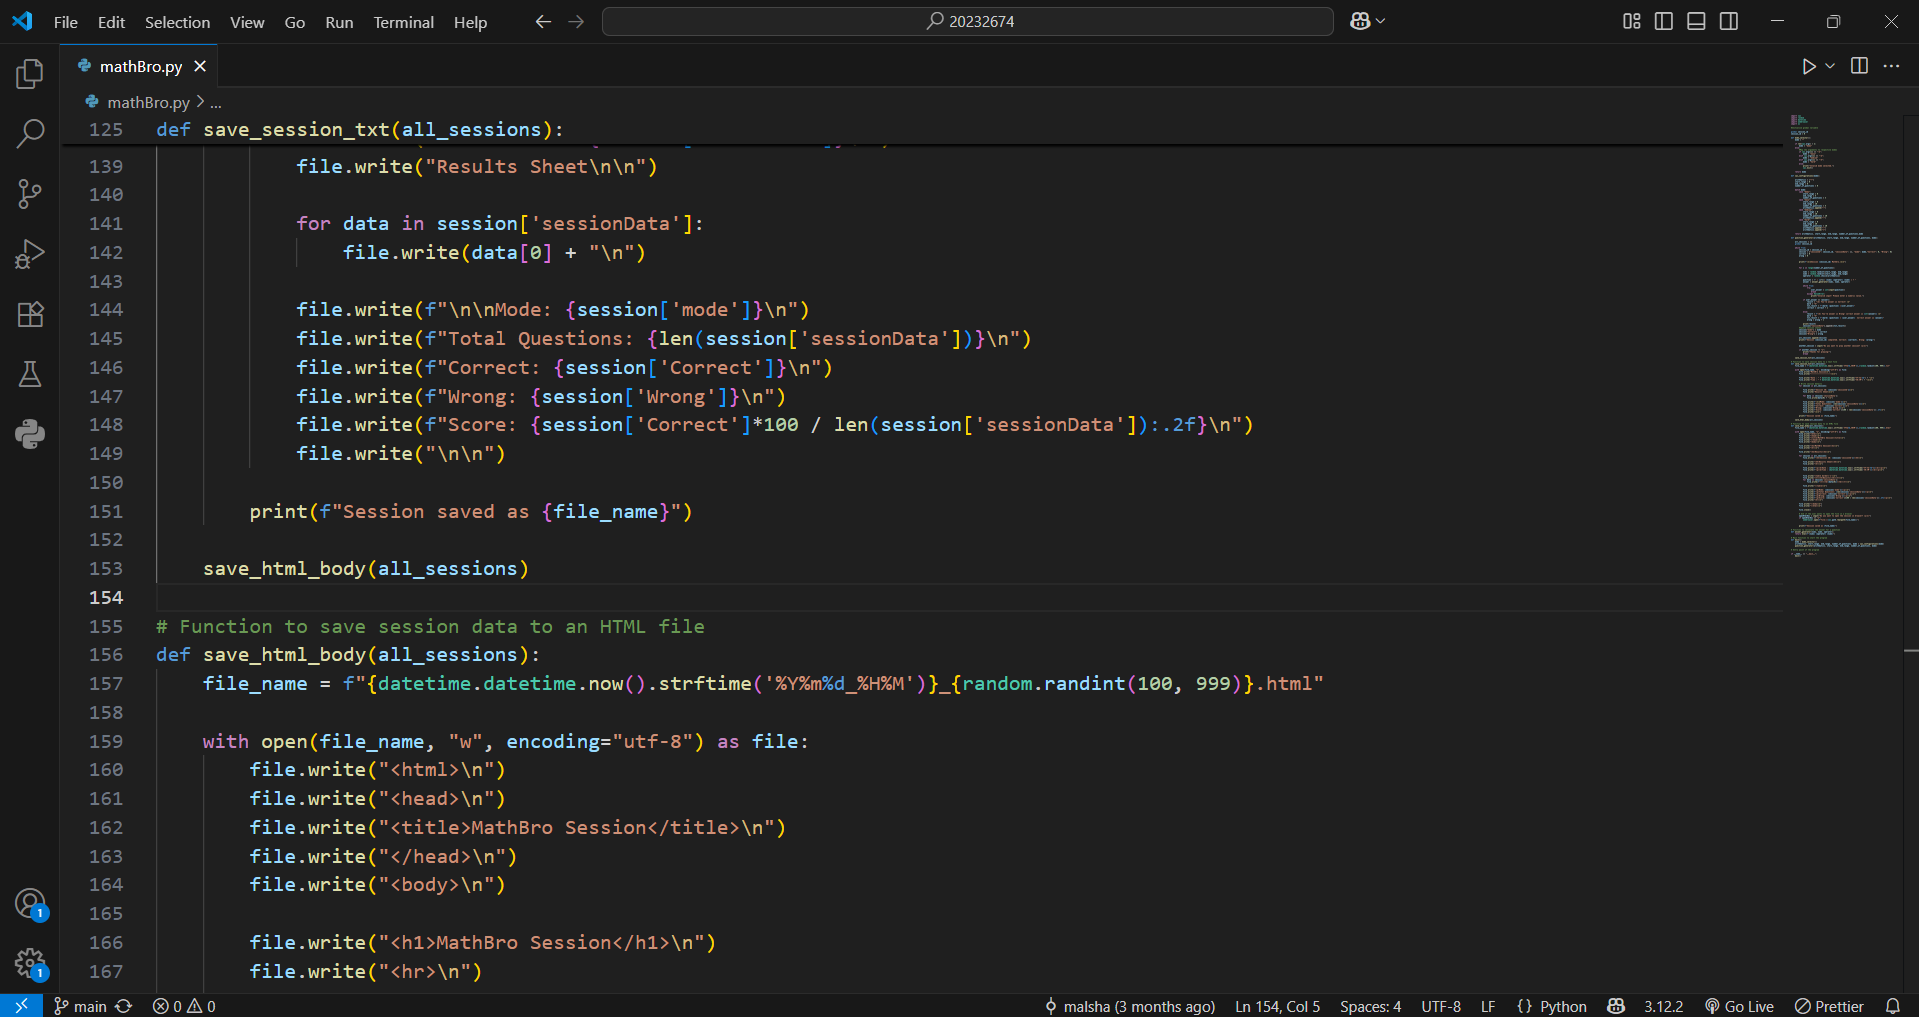 File Edit Selection View Go Run Terminal Help
20232674
mathBro.py
mathBro.py > ...
125 def save_session_txt(all_sessions):
139 file.write("Results Sheet\n\n")
140
141 for data in session['sessionData']:
142 file.write(data[0] + "\n")
143
144 file.write(f"\n\nMode: {session['mode']}\n")
145 file.write(f"Total Questions: {len(session['sessionData'])}\n")
146 file.write(f"Correct: {session['Correct']}\n")
147 file.write(f"Wrong: {session['Wrong']}\n")
148 file.write(f"Score: {session['Correct']*100 / len(session['sessionData']):.2f}\n")
149 file.write("\n\n")
150
151 print(f"Session saved as {file_name}")
152
153 save_html_body(all_sessions)
154
155 # Function to save session data to an HTML file
156 def save_html_body(all_sessions):
157 file_name = f"{datetime.datetime.now().strftime('%Y%m%d_%H%M')}_{random.randint(100, 999)}.html"
158
159 with open(file_name, "w", encoding="utf-8") as file:
160 file.write("<html>\n")
161 file.write("<head>\n")
162 file.write("<title>MathBro Session</title>\n")
163 file.write("</head>\n")
164 file.write("<body>\n")
165
166 file.write("<h1>MathBro Session</h1>\n")
167 file.write("<hr>\n")
1
1
main 0 0 malsha (3 months ago) Ln 154, Col 5 Spaces: 4 UTF-8 LF {} Python 3.12.2 Go Live Prettier